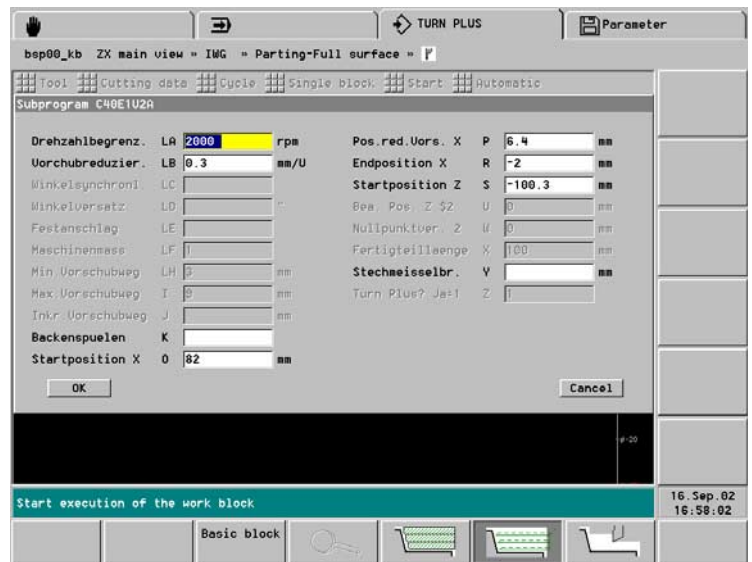 TURN PLUS
Parameter
bsp00_kb ZX main view » IWG » Parting-Full surface »
Tool Cutting data Cycle Single block Start Automatic
Subprogram C40E1U2A
Drehzahlbegrenz. LA 2000 rpm Pos.red.Vors. X P 6.4 mm
Vorchubreduzier. LB 0.3 mm/U Endposition X R -2 mm
Winkelsynchroni LC Startposition Z S -100.3 mm
Winkelversatz LD ° Bea. Pos. Z $2 U 0 mm
Festanschlag LE Nullpunktver. 2 W 0 mm
Maschinenmass LF 1 Fertigteillaenge X 100 mm
Min Vorschubweg LH 3 mm Stechmeisselbr. Y mm
Max.Vorschubweg I 9 mm Turn Plus? Ja=1 Z 1
Inkr.Vorschubweg J mm
Backenspuelen K
Startposition X O 82 mm
OK Cancel
ø-20
Start execution of the work block
16.Sep.02
16:58:02
Basic block